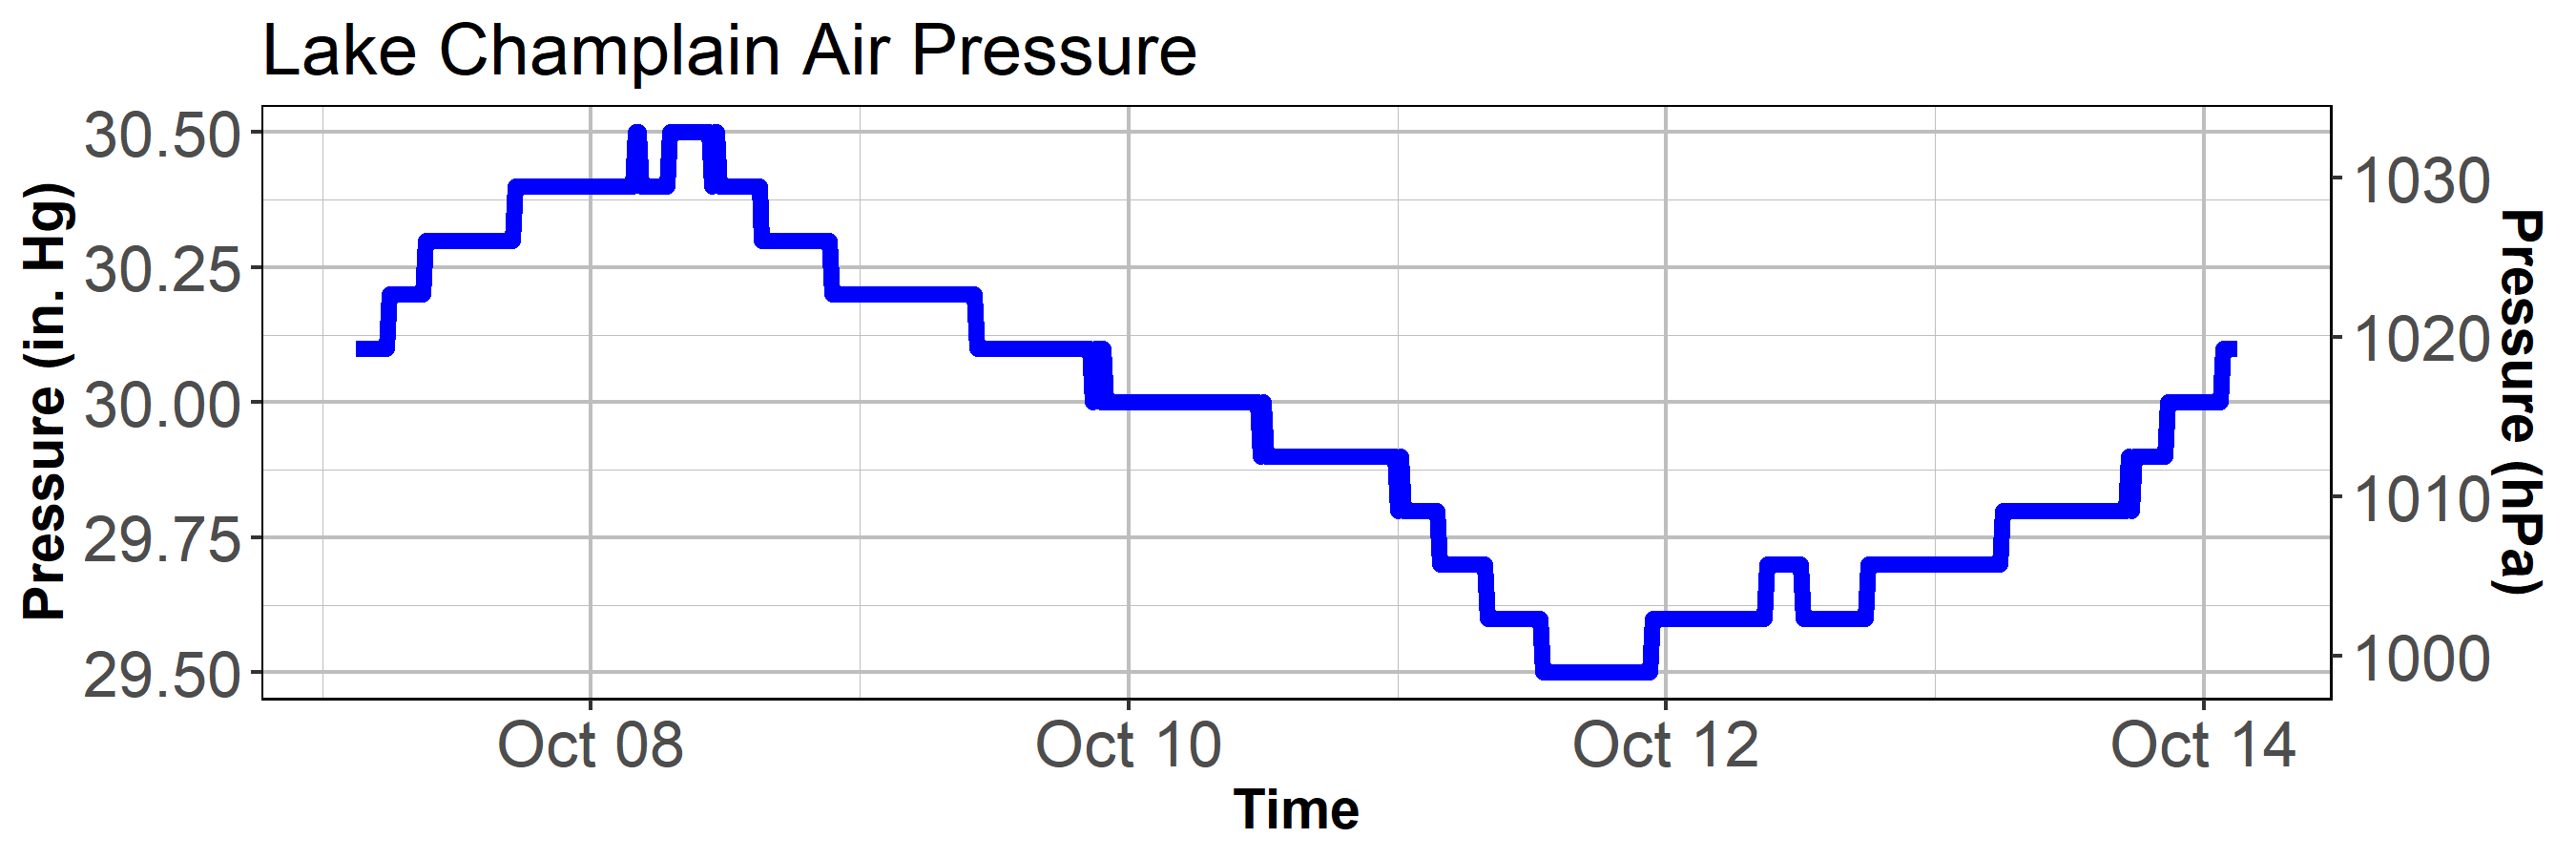 Lake Champlain Air Pressure
Pressure (in. Hg)
30.50
30.25
30.00
29.75
29.50
1030
1020
1010
1000
Pressure (hPa)
Oct 08
Oct 10
Oct 12
Oct 14
Time